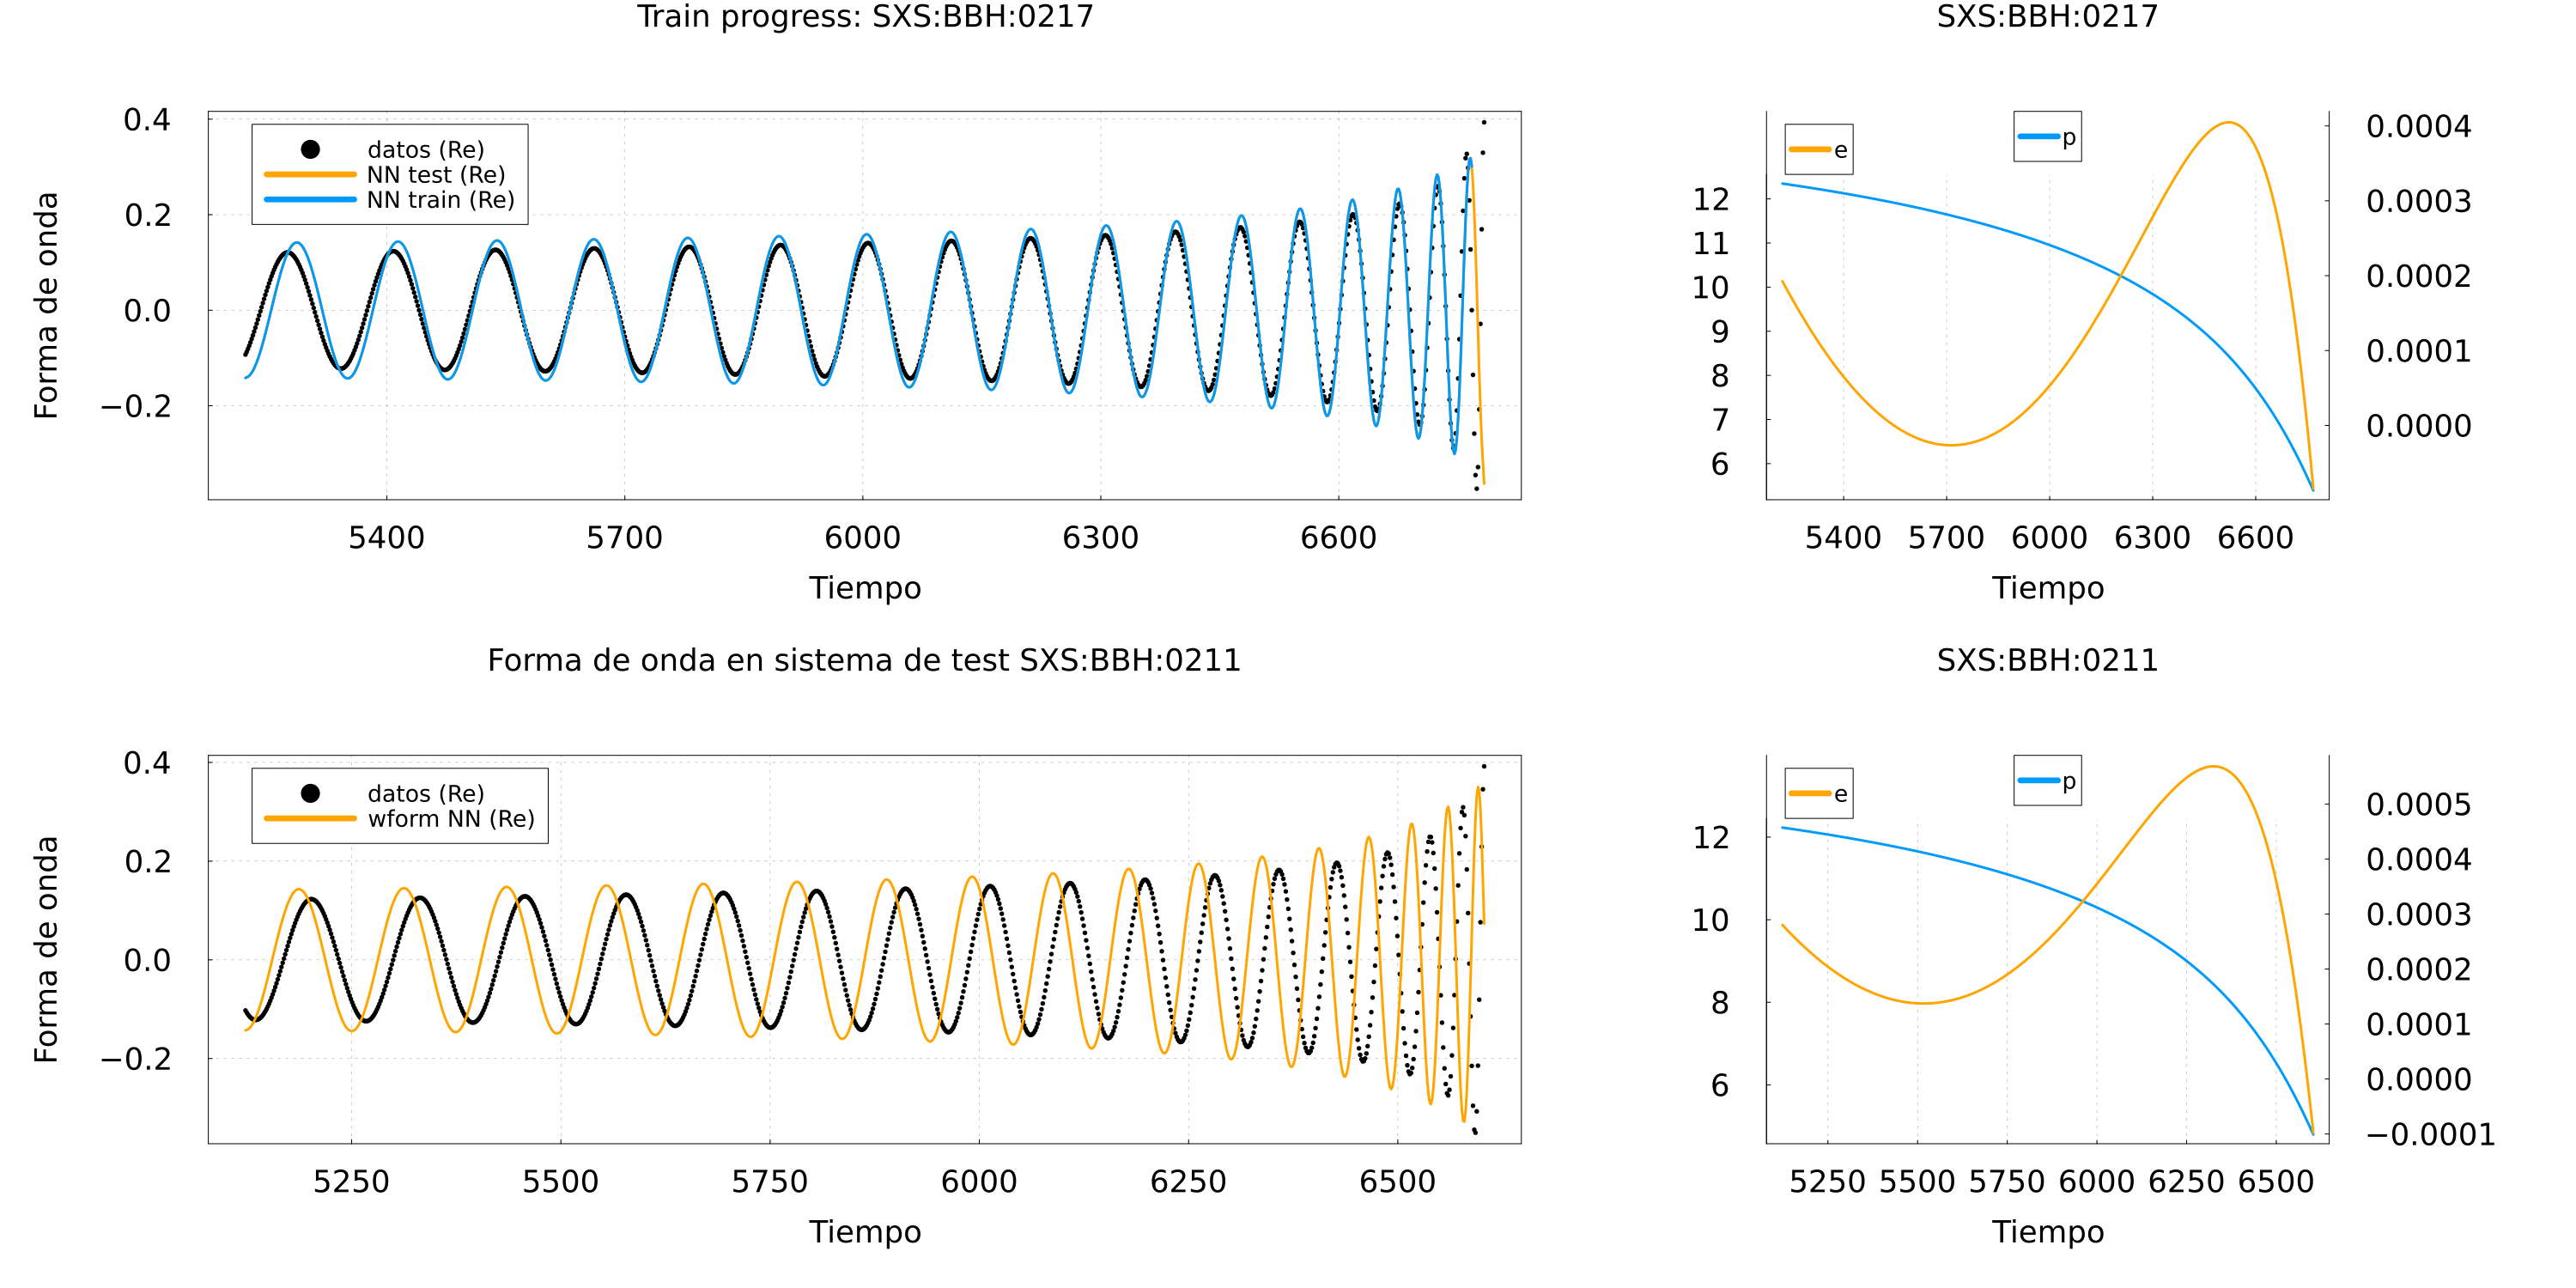 Train progress: SXS:BBH:0217
Forma de onda
0.4
0.2
0.0
−0.2
datos (Re)
NN test (Re)
NN train (Re)
5400 5700 6000 6300 6600
Tiempo
SXS:BBH:0217
e
p
12
11
10
9
8
7
6
0.0004
0.0003
0.0002
0.0001
0.0000
5400 5700 6000 6300 6600
Tiempo
Forma de onda en sistema de test SXS:BBH:0211
Forma de onda
0.4
0.2
0.0
−0.2
datos (Re)
wform NN (Re)
5250 5500 5750 6000 6250 6500
Tiempo
SXS:BBH:0211
e
p
12
10
8
6
0.0005
0.0004
0.0003
0.0002
0.0001
0.0000
−0.0001
5250 5500 5750 6000 6250 6500
Tiempo